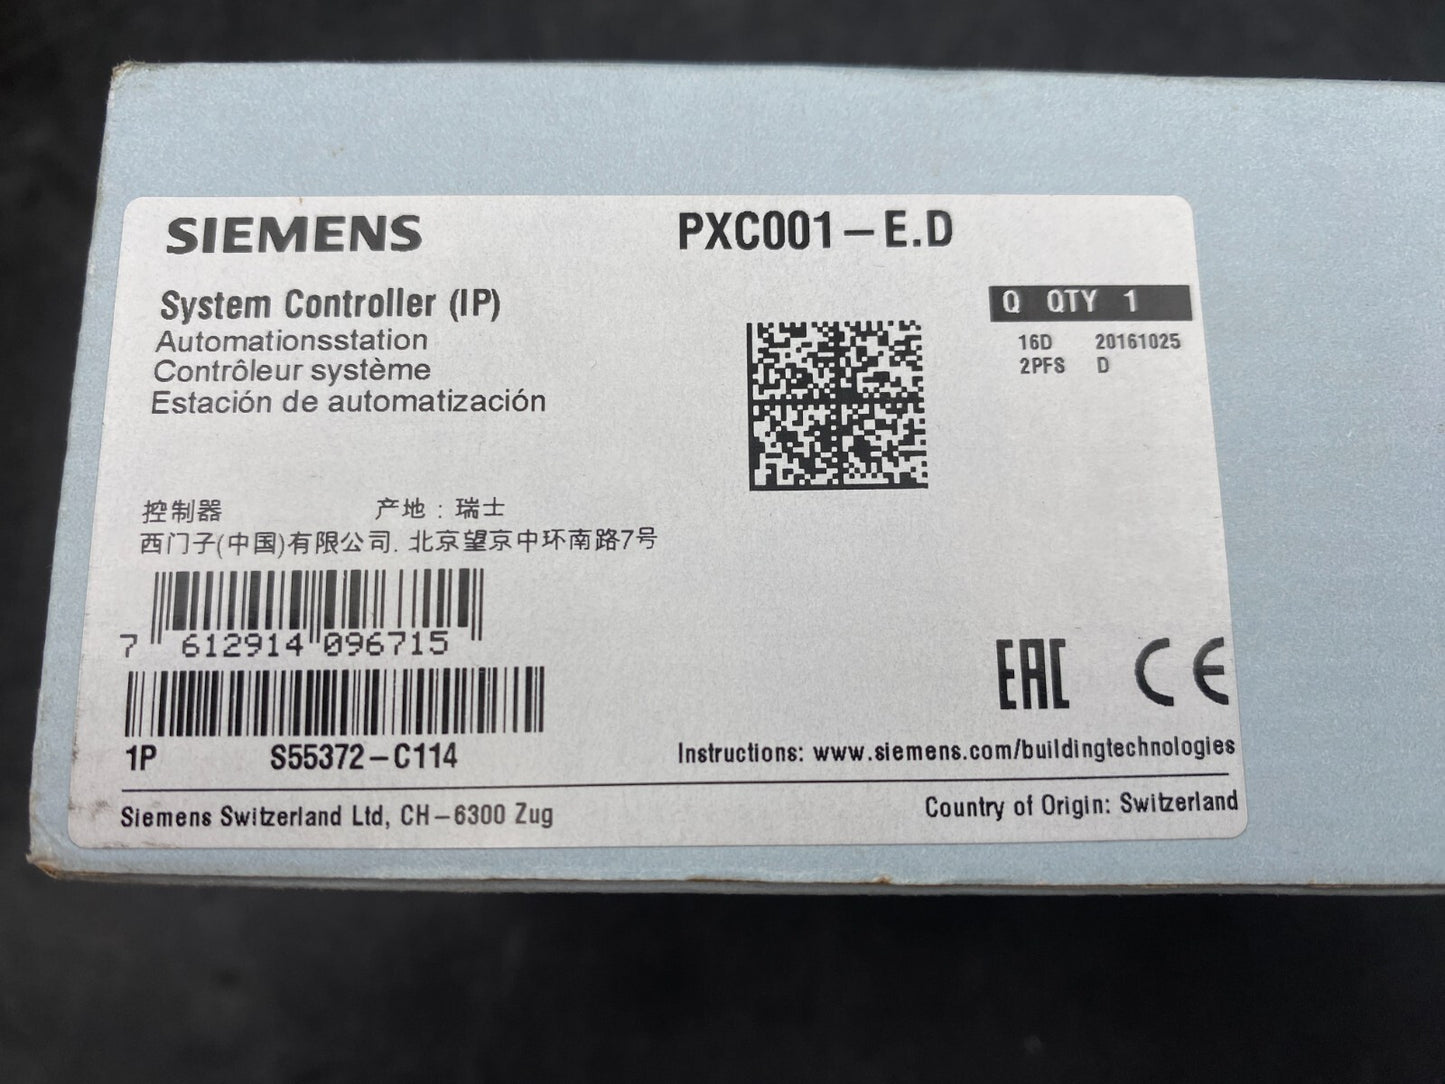 SIEMENS
PXC001-E.D
System Controller (IP)
Automationsstation
Contrôleur système
Estación de automatización
Q QTY 1
16D 20161025
2PFS D
控制器 产地：瑞士
西门子(中国)有限公司. 北京望京中环南路7号
7 612914 096715
1P S55372-C114
EAC CE
Instructions: www.siemens.com/buildingtechnologies
Siemens Switzerland Ltd, CH-6300 Zug
Country of Origin: Switzerland